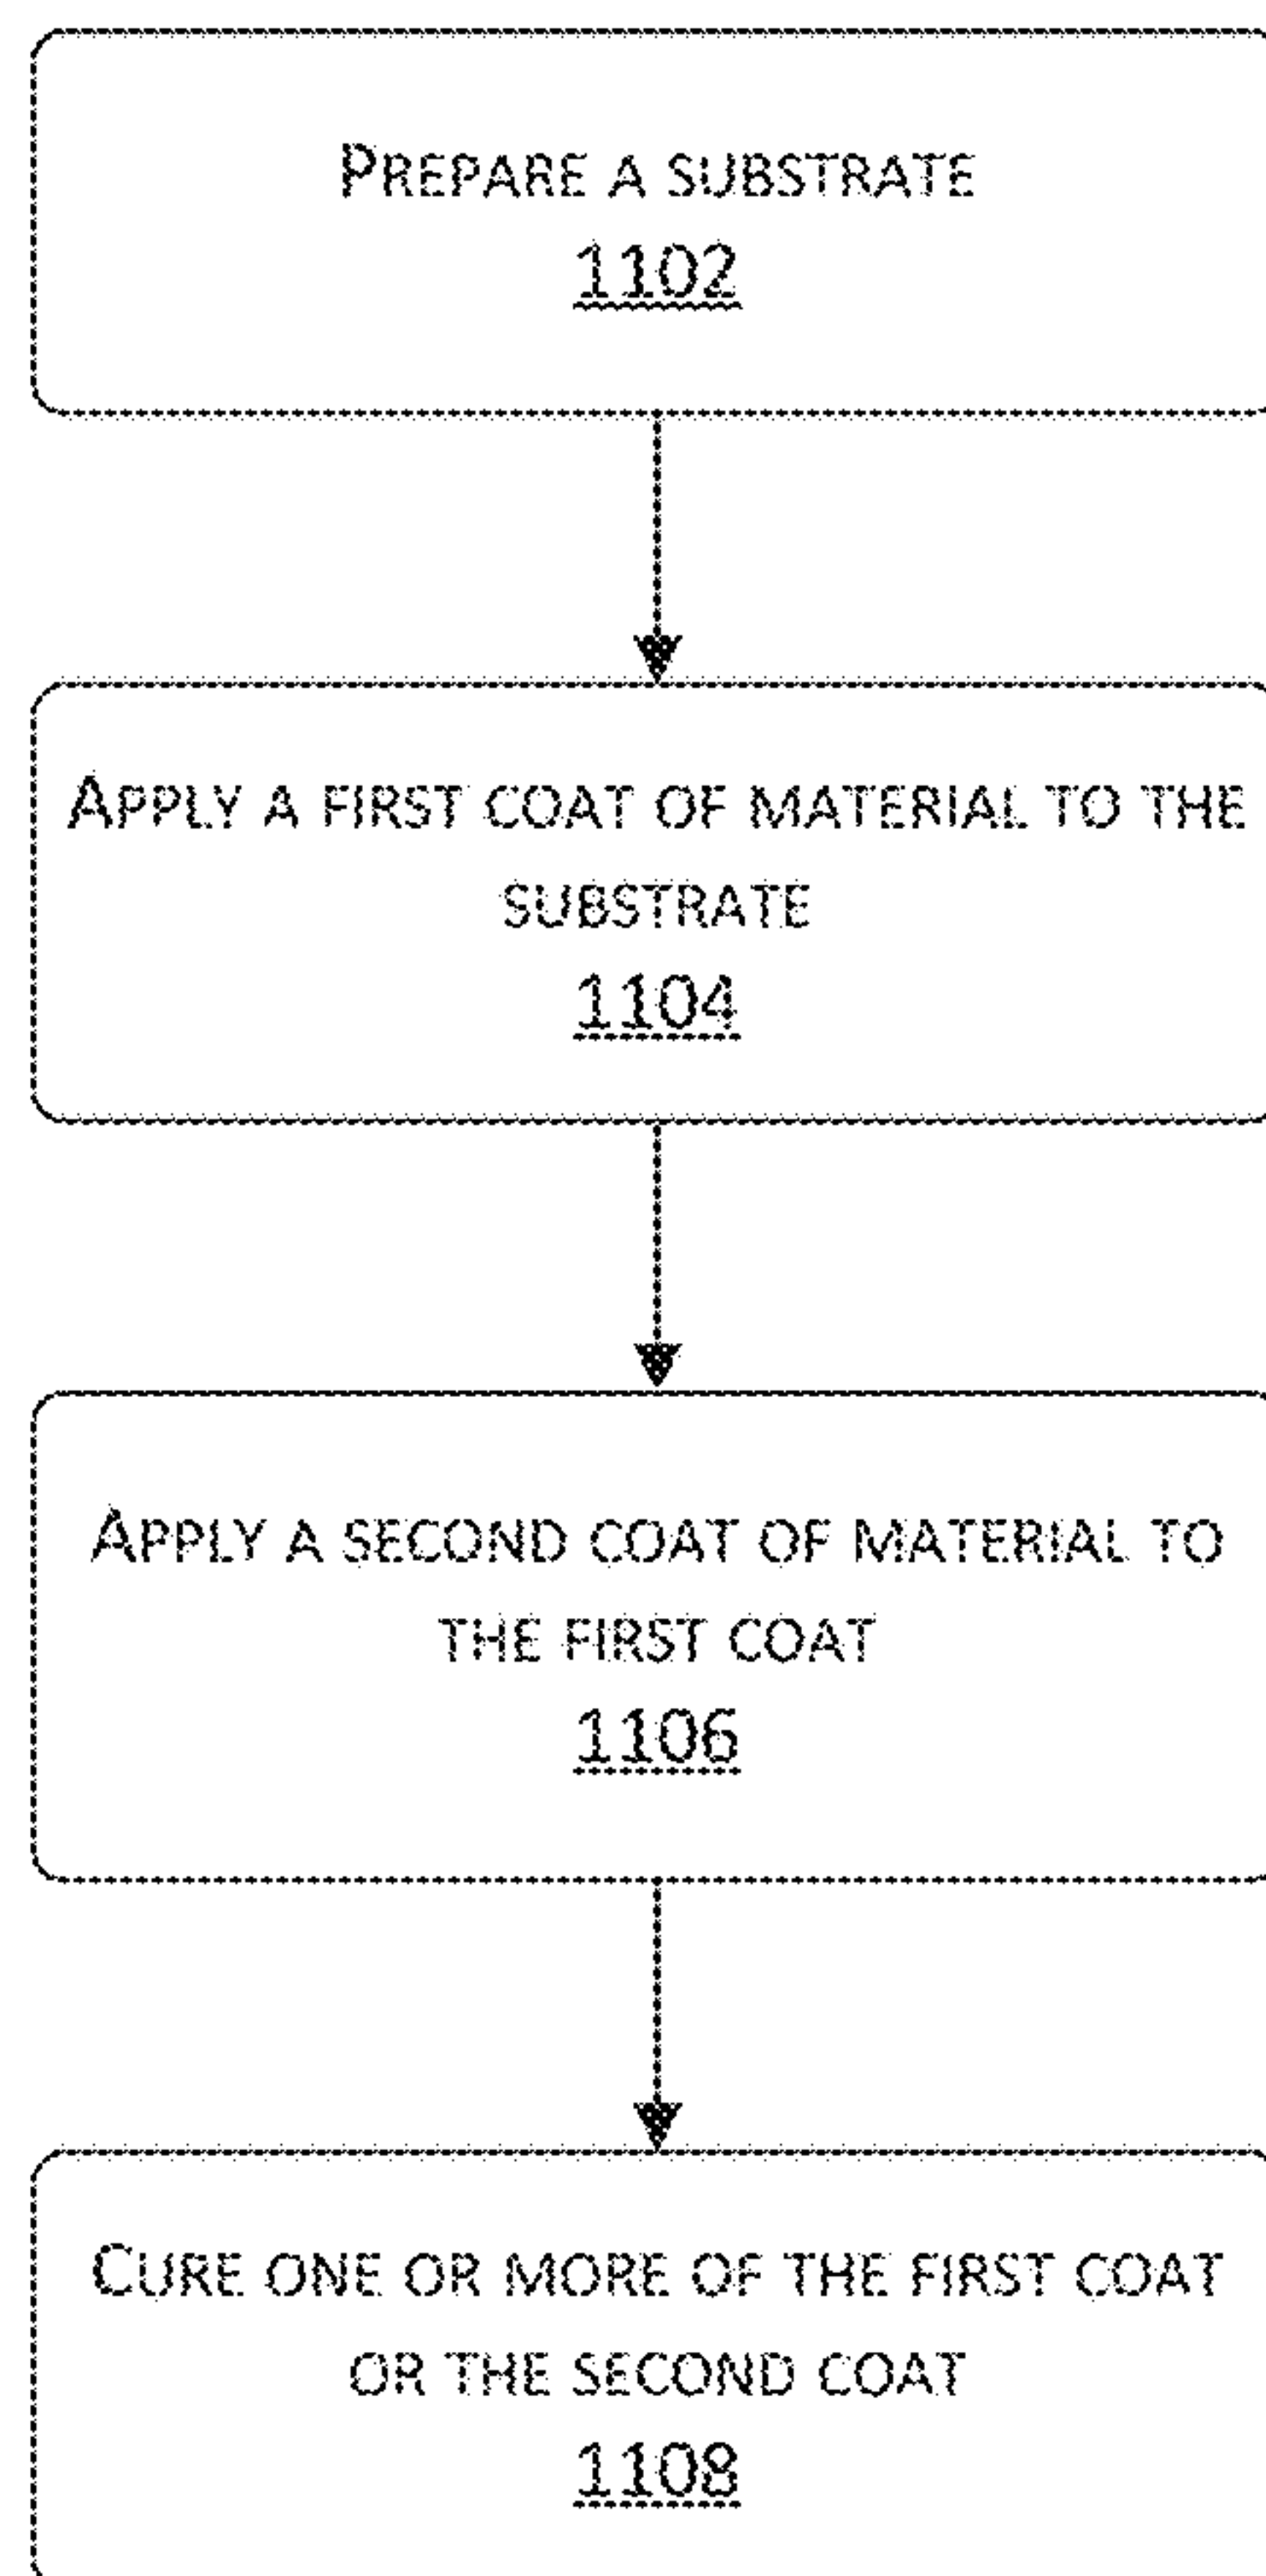 PREPARE A SUBSTRATE
1102
APPLY A FIRST COAT OF MATERIAL TO THE
SUBSTRATE
1104
APPLY A SECOND COAT OF MATERIAL TO
THE FIRST COAT
1106
CURE ONE OR MORE OF THE FIRST COAT
OR THE SECOND COAT
1108